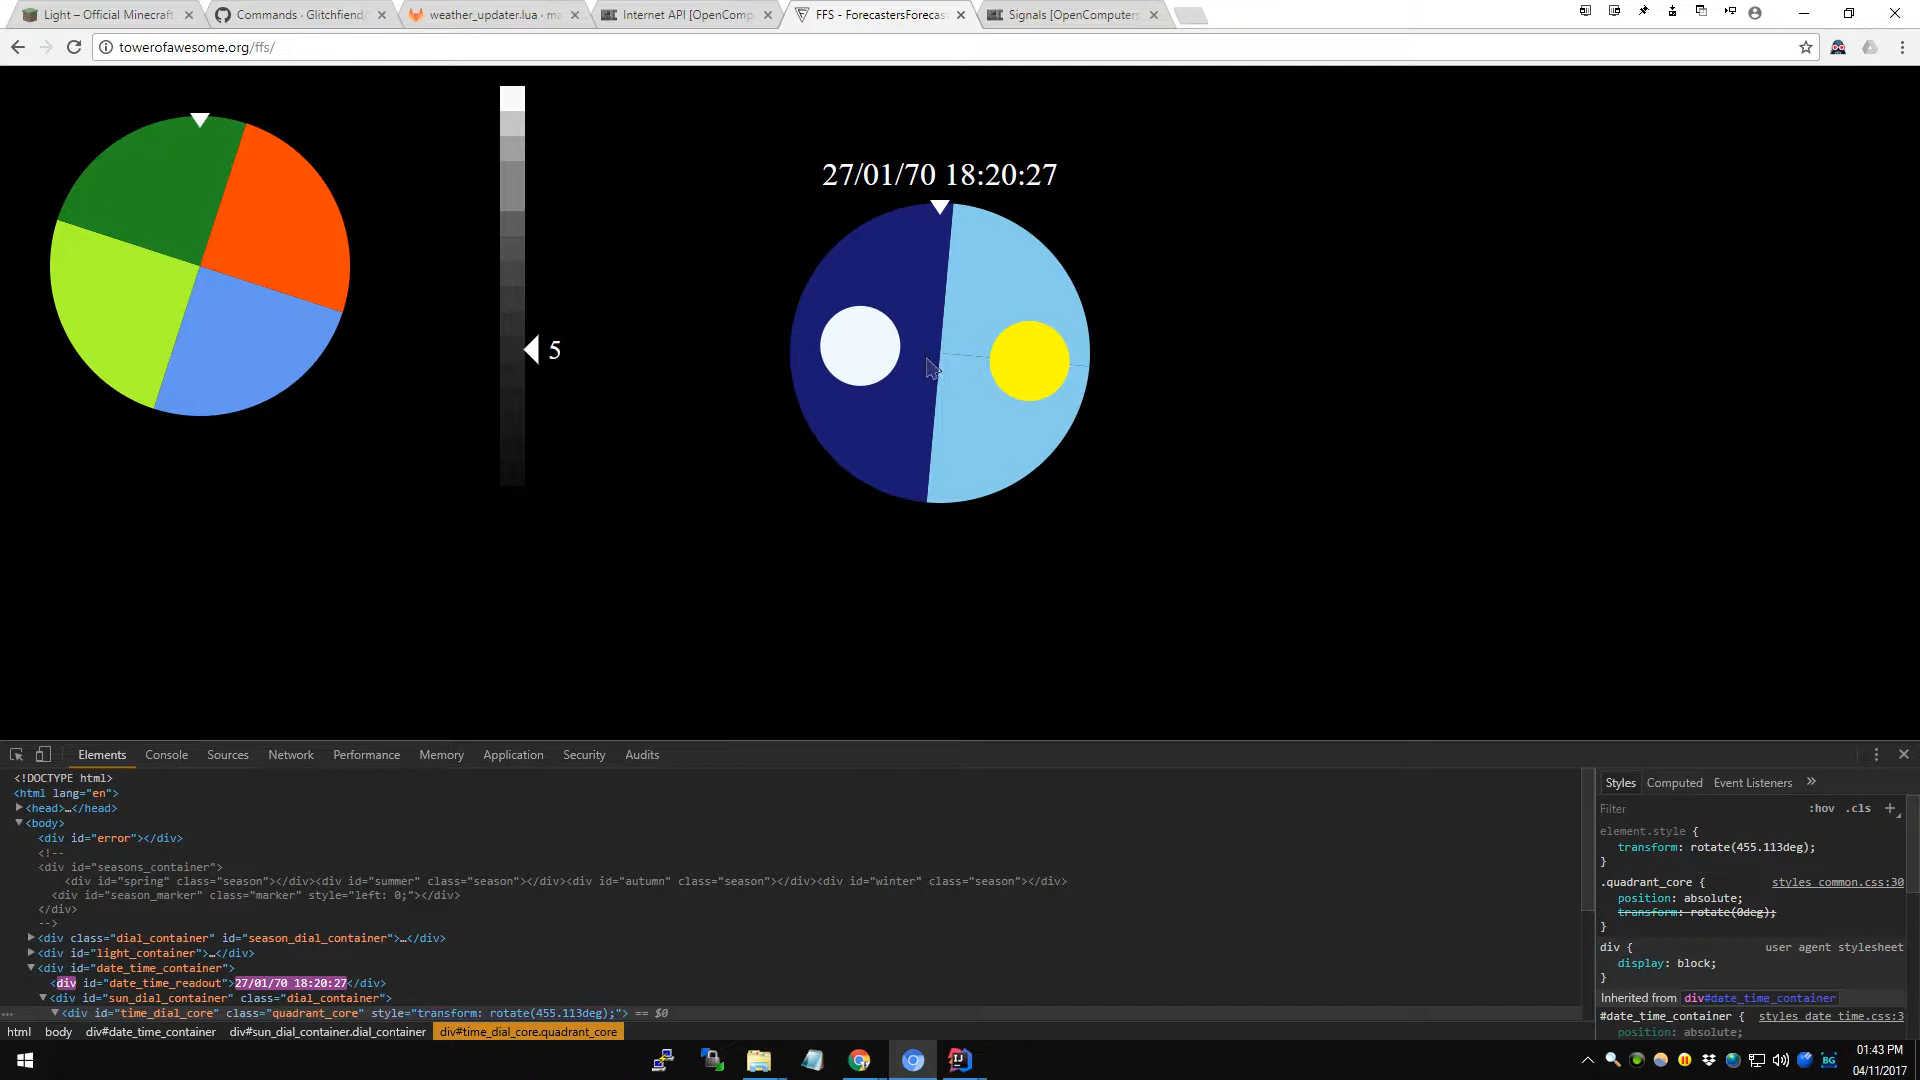 Light – Official Minecraft
Commands · Glitchfiend/
weather_updater.lua · ma
Internet API [OpenComp
FFS - ForecastersForecas
Signals [OpenComputers
towerofawesome.org/ffs/
27/01/70 18:20:27
5
Elements Console Sources Network Performance Memory Application Security Audits
<!DOCTYPE html>
<html lang="en">
<head>…</head>
<body>
<div id="error"></div>
<!--
<div id="seasons_container">
<div id="spring" class="season"></div><div id="summer" class="season"></div><div id="autumn" class="season"></div><div id="winter" class="season"></div>
<div id="season_marker" class="marker" style="left: 0;"></div>
</div>
-->
<div class="dial_container" id="season_dial_container">…</div>
<div id="light_container">…</div>
<div id="date_time_container">
<div id="date_time_readout">27/01/70 18:20:27</div>
<div id="sun_dial_container" class="dial_container">
… <div id="time_dial_core" class="quadrant_core" style="transform: rotate(455.113deg);"> == $0
html body div#date_time_container div#sun_dial_container.dial_container div#time_dial_core.quadrant_core
Styles Computed Event Listeners »
Filter :hov .cls +
element.style {
transform: rotate(455.113deg);
}
.quadrant_core { styles_common.css:30
position: absolute;
transform: rotate(0deg);
}
div { user agent stylesheet
display: block;
}
Inherited from div#date_time_container
#date_time_container { styles_date_time.css:3
position: absolute;
BG
01:43 PM
04/11/2017